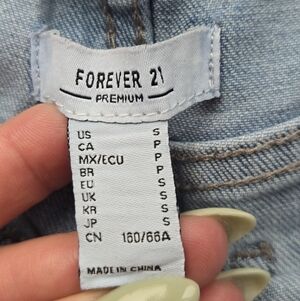 FOREVER 21
PREMIUM
US S
CA P
MX/ECU P
BR P
EU S
UK S
KR S
JP S
CN 160/66A
MADE IN CHINA